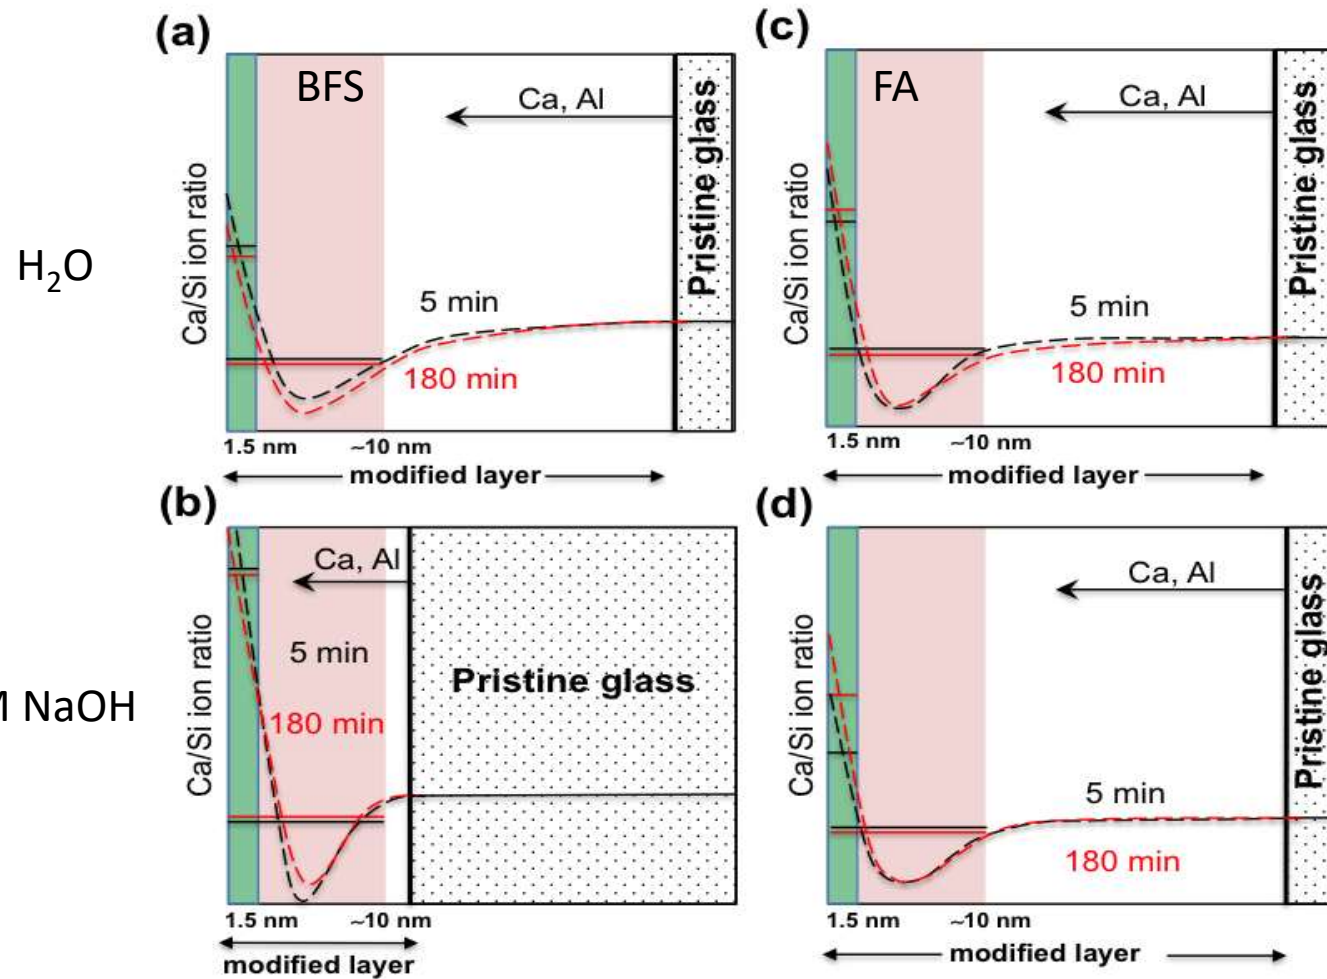 (a)
BFS
Ca, Al
Pristine glass
Ca/Si ion ratio
H₂O
5 min
180 min
1.5 nm
~10 nm
modified layer
(c)
FA
Ca, Al
Pristine glass
Ca/Si ion ratio
5 min
180 min
1.5 nm
~10 nm
modified layer
(b)
Ca, Al
Ca/Si ion ratio
5 min
Pristine glass
M NaOH
180 min
1.5 nm
~10 nm
modified layer
(d)
Ca, Al
Pristine glass
Ca/Si ion ratio
5 min
180 min
1.5 nm
~10 nm
modified layer